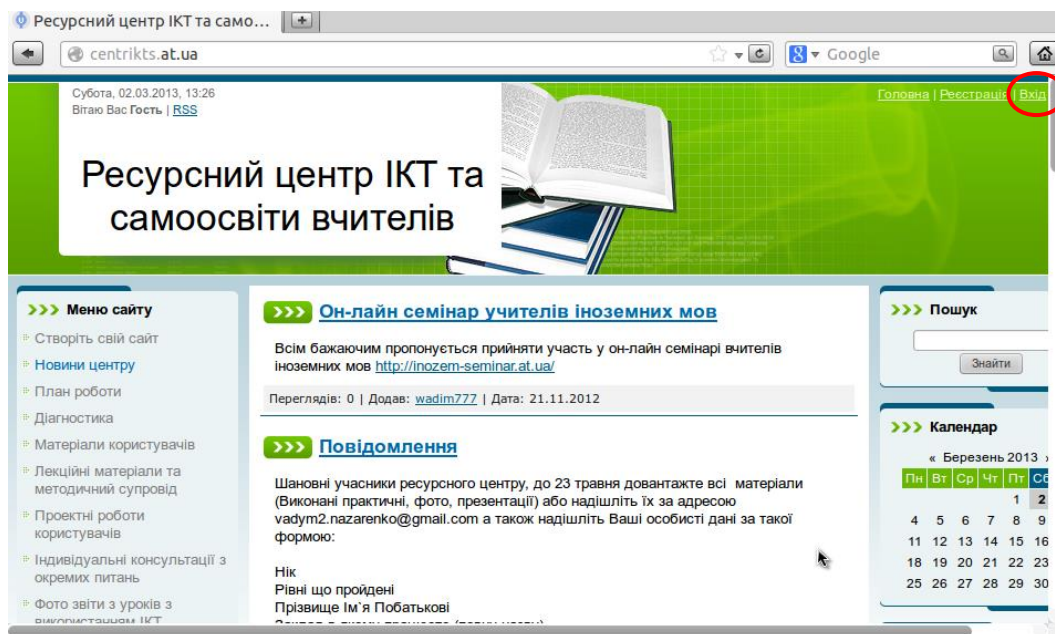 Ресурсний центр ІКТ та само...
centrikts.at.ua
Google
Субота, 02.03.2013, 13:26
Вітаю Вас Гость | RSS
Головна | Реєстрація | Вхід
Ресурсний центр ІКТ та
самоосвіти вчителів
>>> Меню сайту
Створіть свій сайт
Новини центру
План роботи
Діагностика
Матеріали користувачів
Лекційні матеріали та
методичний супровід
Проектні роботи
користувачів
Індивідуальні консультації з
окремих питань
Фото звіти з уроків з
використанням ІКТ
>>> Он-лайн семінар учителів іноземних мов
Всім бажаючим пропонується прийняти участь у он-лайн семінарі вчителів
іноземних мов http://inozem-seminar.at.ua/
Переглядів: 0 | Додав: wadim777 | Дата: 21.11.2012
>>> Повідомлення
Шановні учасники ресурсного центру, до 23 травня довантажте всі матеріали
(Виконані практичні, фото, презентації) або надішліть їх за адресою
vadym2.nazarenko@gmail.com а також надішліть Ваші особисті дані за такої
формою:
Нік
Рівні що пройдені
Прізвище Ім`я Побатькові
>>> Пошук
Знайти
>>> Календар
« Березень 2013 »
Пн Вт Ср Чт Пт Сб
1 2
4 5 6 7 8 9
11 12 13 14 15 16
18 19 20 21 22 23
25 26 27 28 29 30